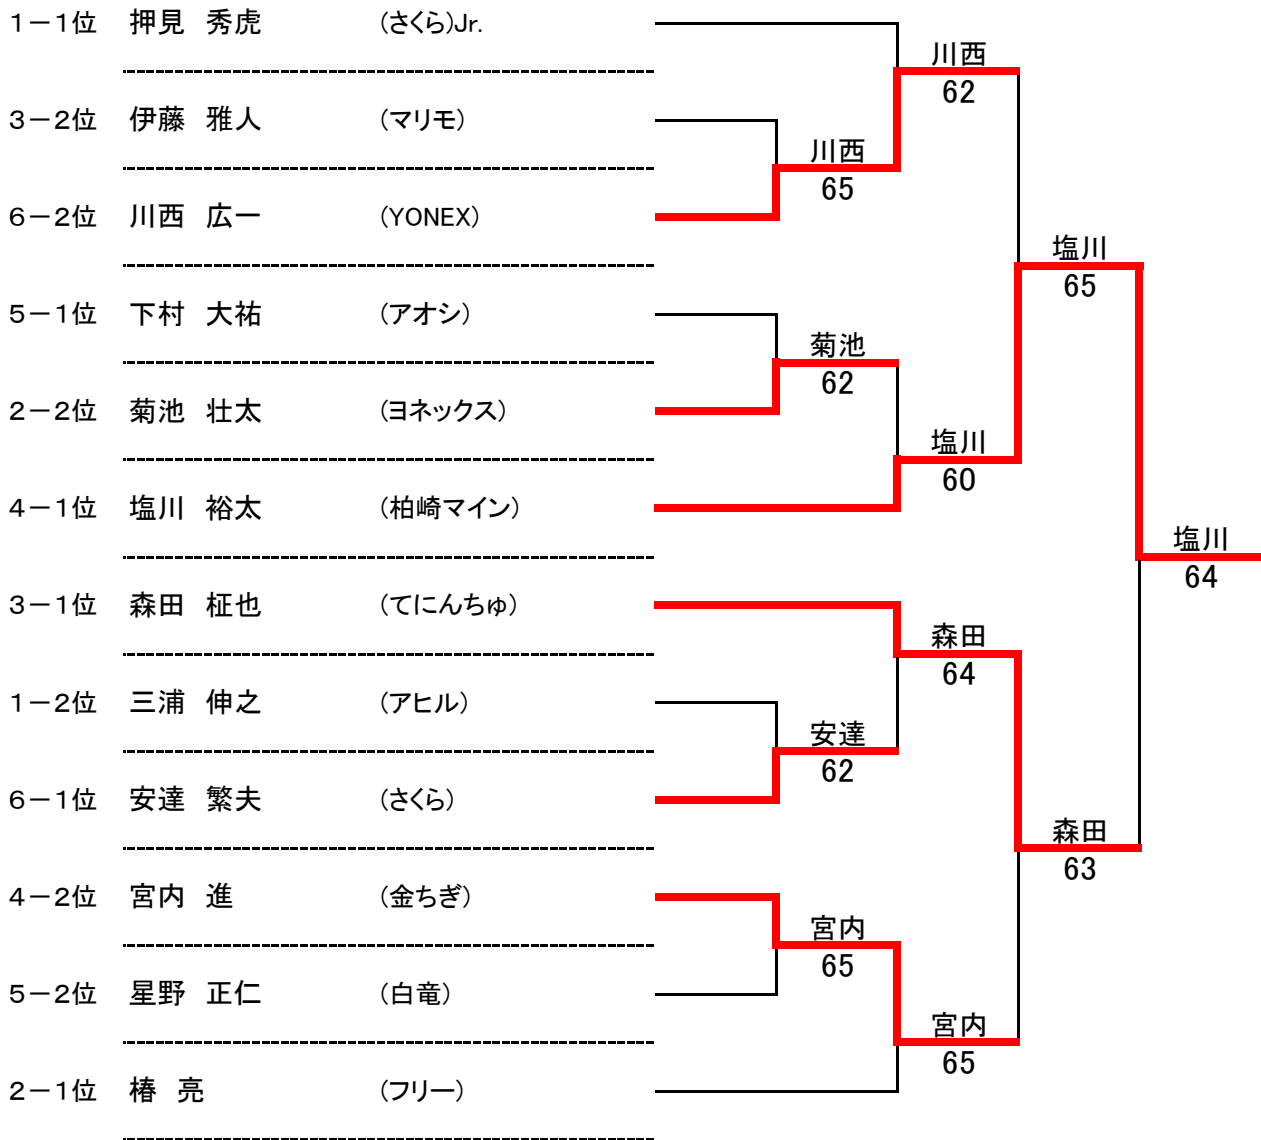 1－1位 押見 秀虎 (さくら)Jr.
川西
62
3－2位 伊藤 雅人 (マリモ)
川西
65
6－2位 川西 広一 (YONEX)
塩川
65
5－1位 下村 大祐 (アオシ)
菊池
62
2－2位 菊池 壮太 (ヨネックス)
塩川
60
4－1位 塩川 裕太 (柏崎マイン)
塩川
64
3－1位 森田 柾也 (てにんちゅ)
森田
64
1－2位 三浦 伸之 (アヒル)
安達
62
6－1位 安達 繁夫 (さくら)
森田
63
4－2位 宮内 進 (金ちぎ)
宮内
65
5－2位 星野 正仁 (白竜)
宮内
65
2－1位 椿 亮 (フリー)